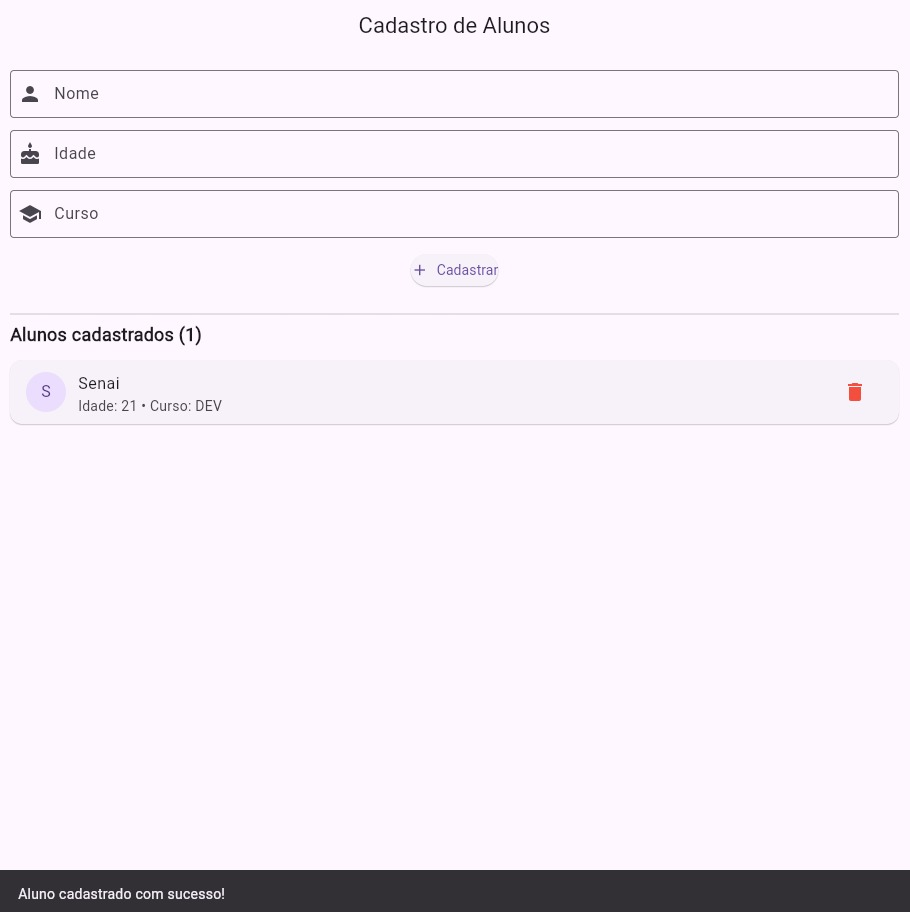 Cadastro de Alunos
Nome
Idade
Curso
Cadastrar
Alunos cadastrados (1)
S
Senai
Idade: 21 • Curso: DEV
Aluno cadastrado com sucesso!